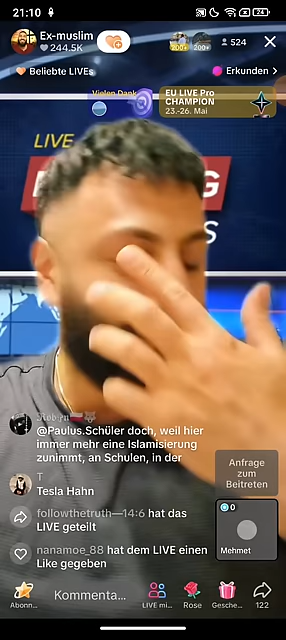 21:10
24
Ex-muslim
244.5K
200+
200+
524
Beliebte LIVEs
Erkunden >
Vielen Dank
EU LIVE Pro
CHAMPION
23.-26. Mai
LIVE
G
S
@Paulus.Schüler doch, weil hier
immer mehr eine Islamisierung
zunimmt, an Schulen, in der
T
Tesla Hahn
followthetruth—14:6 hat das
LIVE geteilt
nanamoe_88 hat dem LIVE einen
Like gegeben
Anfrage
zum
Beitreten
0
Mehmet
Abonn...
Kommenta...
LIVE mi...
Rose
Gesche...
122